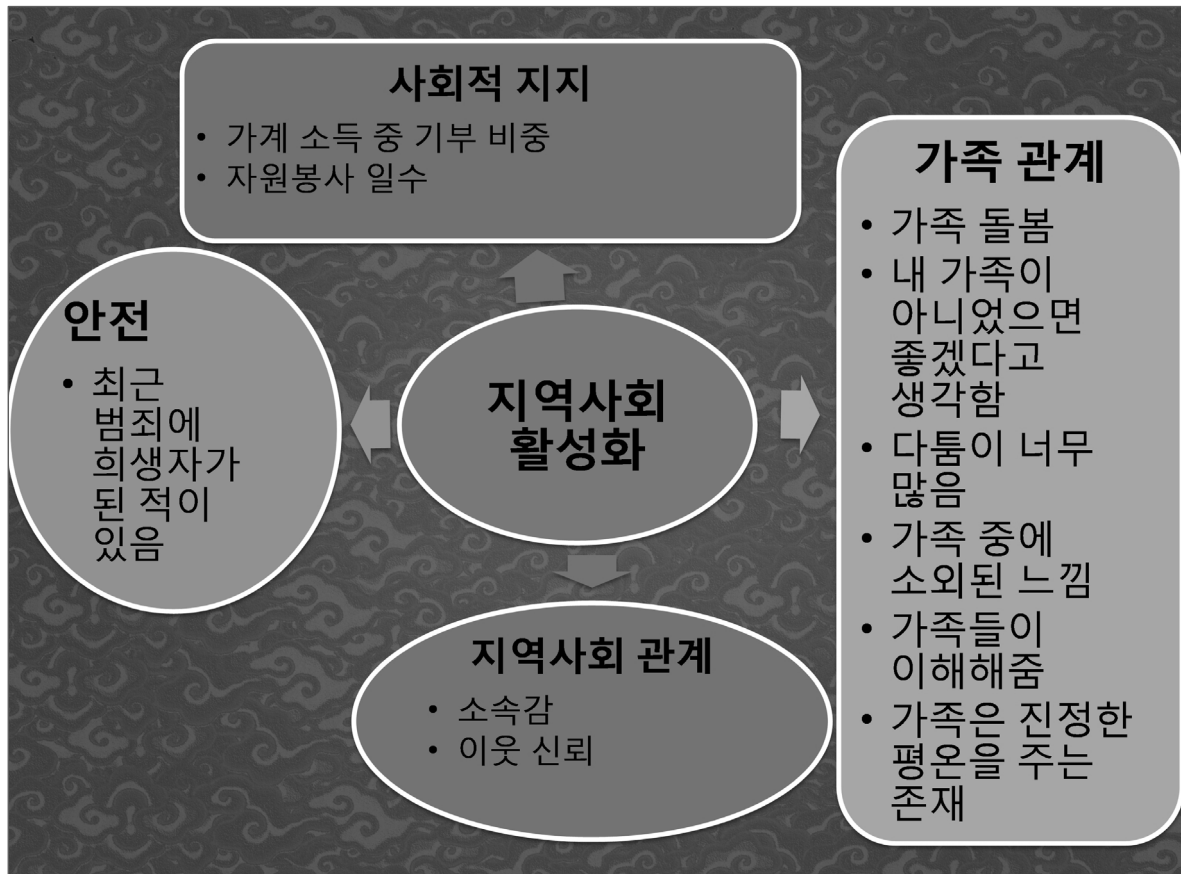 사회적 지지
• 가계 소득 중 기부 비중
• 자원봉사 일수
가족 관계
• 가족 돌봄
• 내 가족이
아니었으면
좋겠다고
생각함
• 다툼이 너무
많음
• 가족 중에
소외된 느낌
• 가족들이
이해해줌
• 가족은 진정한
평온을 주는
존재
안전
• 최근
범죄에
희생자가
된 적이
있음
지역사회
활성화
지역사회 관계
• 소속감
• 이웃 신뢰